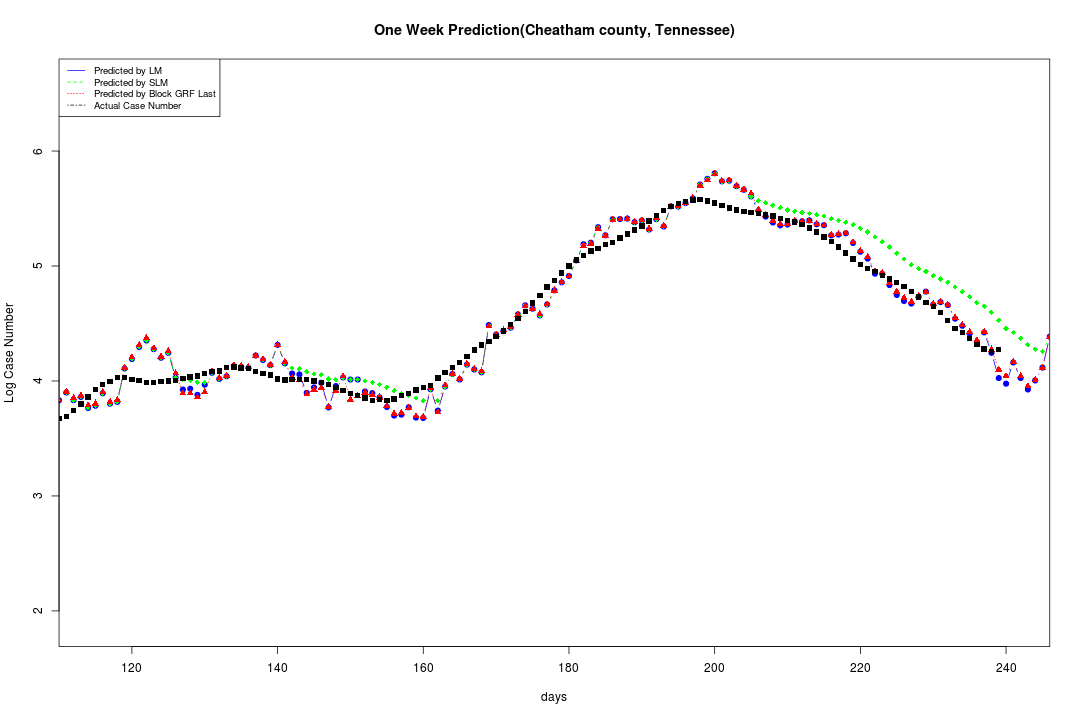 One Week Prediction(Cheatham county, Tennessee)
Predicted by LM
Predicted by SLM
Predicted by Block GRF Last
Actual Case Number
6
5
4
3
2
Log Case Number
120 140 160 180 200 220 240
days